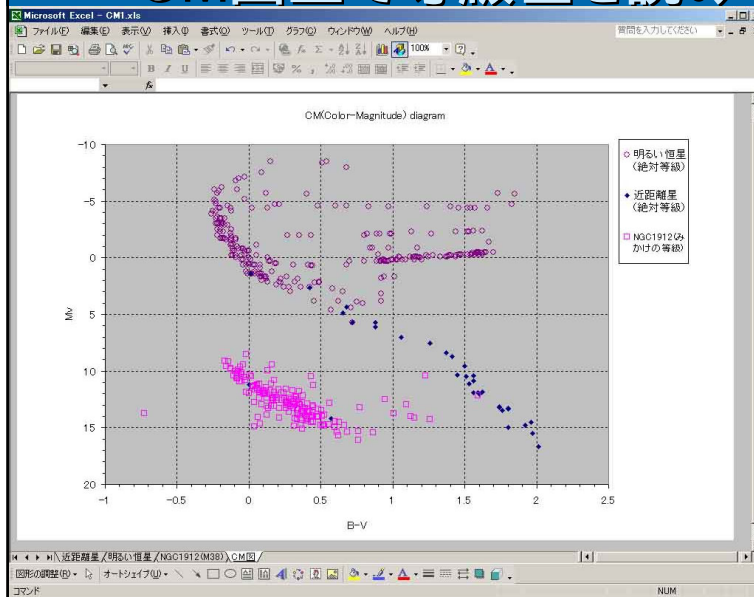 Microsoft Excel - CM1.xls
ファイル(F) 編集(E) 表示(V) 挿入(I) 書式(O) ツール(T) グラフ(C) ウィンドウ(W) ヘルプ(H)
質問を入力してください
100%
CM(Color-Magnitude) diagram
-10
-5
0
5
10
15
20
Mv
-1 -0.5 0 0.5 1 1.5 2 2.5
B-V
明るい恒星
(絶対等級)
近距離星
(絶対等級)
NGC1912(み
かけの等級)
近距離星 明るい恒星 NGC1912(M38) CM図
図形の調整(R) オートシェイプ(U)
コマンド
NUM